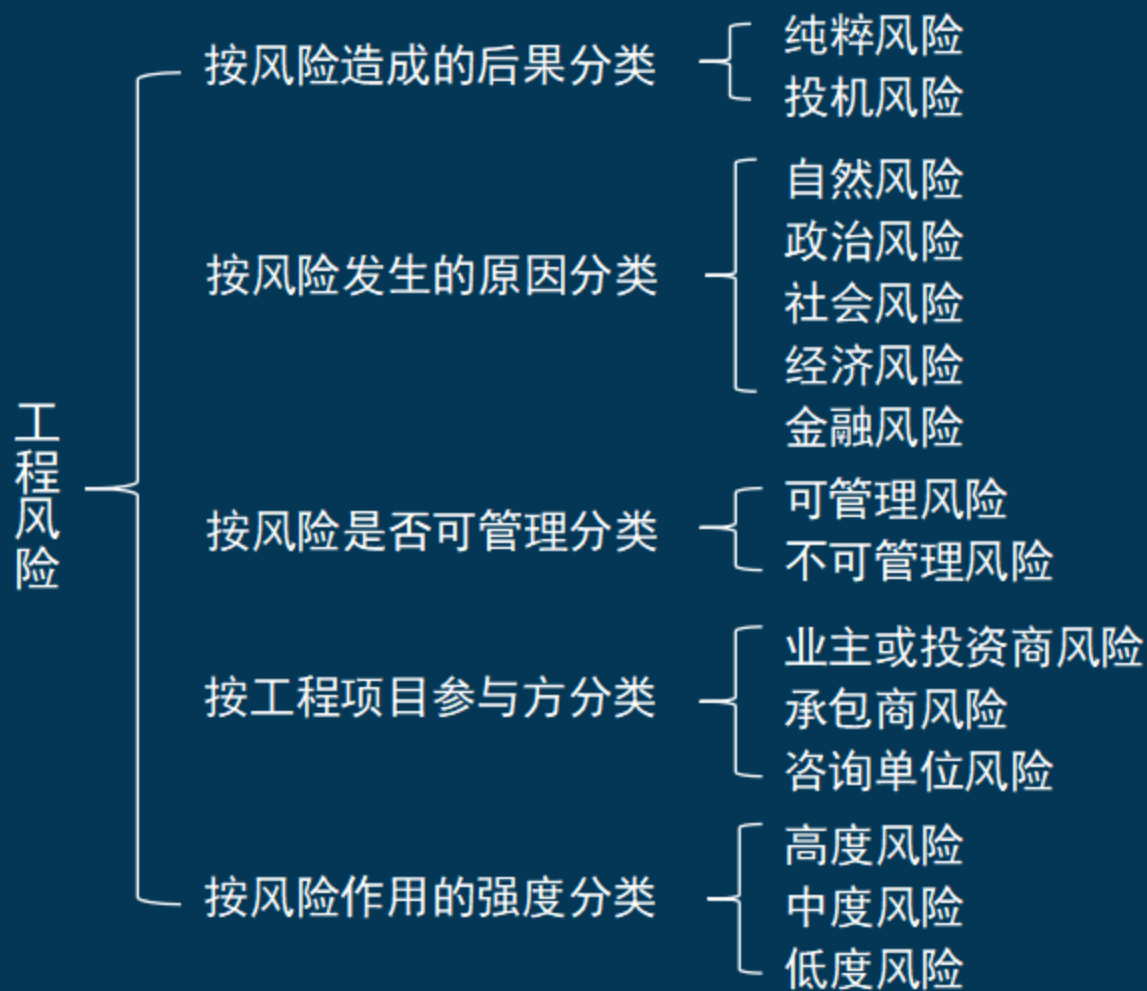 工程风险
按风险造成的后果分类
纯粹风险
投机风险
按风险发生的原因分类
自然风险
政治风险
社会风险
经济风险
金融风险
按风险是否可管理分类
可管理风险
不可管理风险
按工程项目参与方分类
业主或投资商风险
承包商风险
咨询单位风险
按风险作用的强度分类
高度风险
中度风险
低度风险